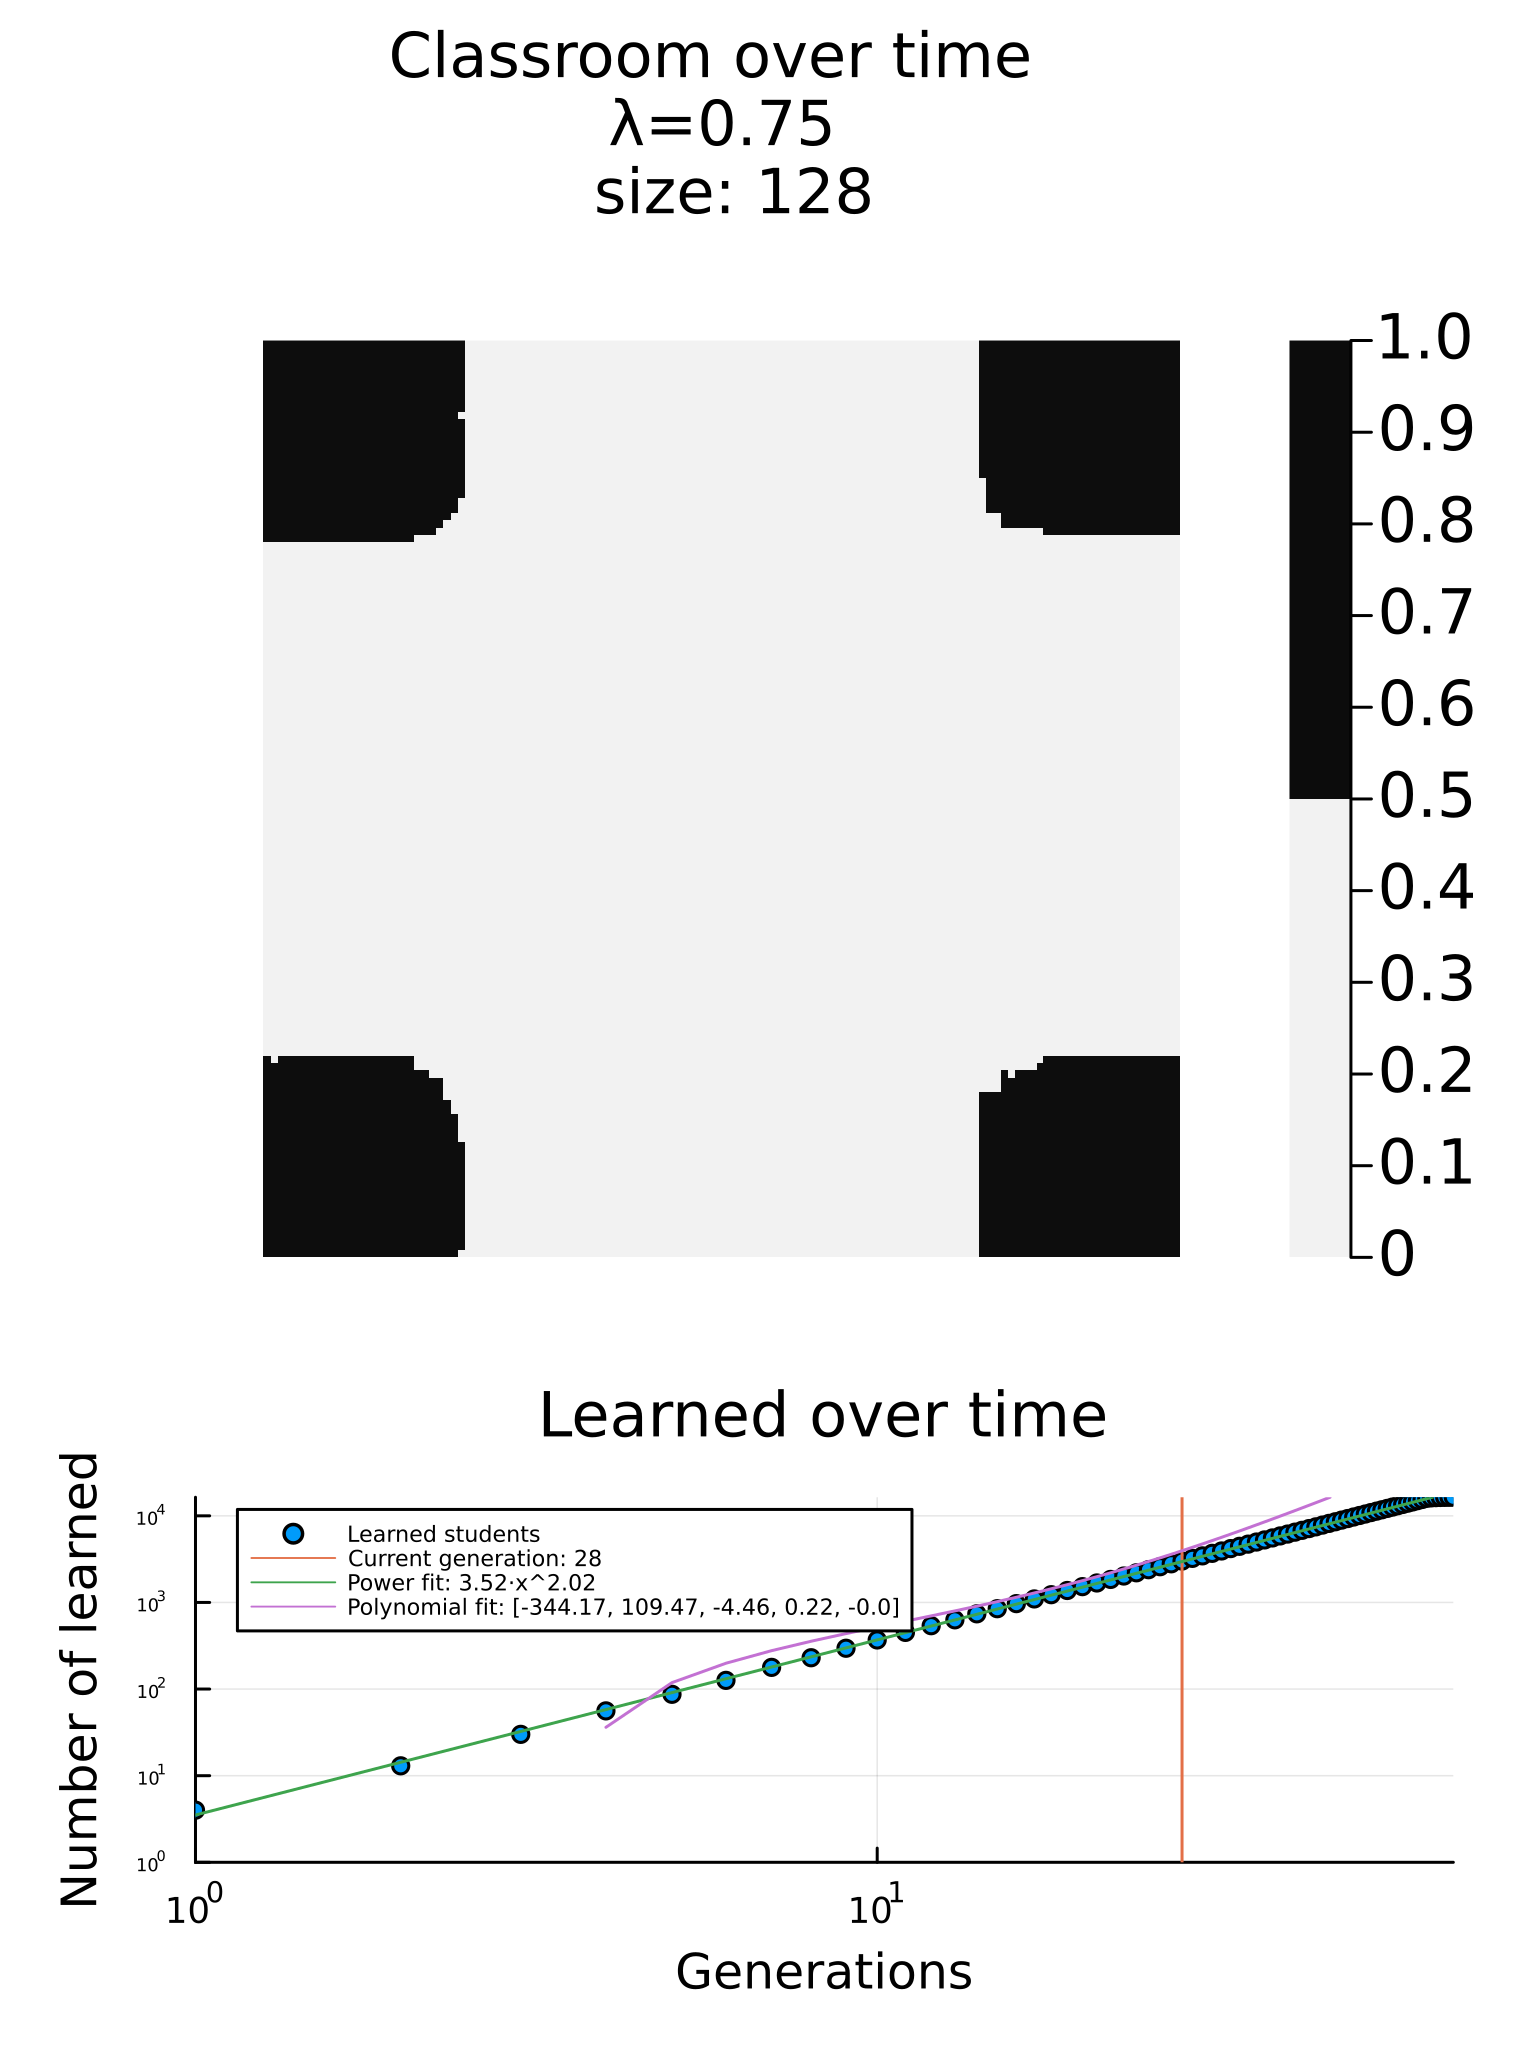 Classroom over time
λ=0.75
size: 128
1.0
0.9
0.8
0.7
0.6
0.5
0.4
0.3
0.2
0.1
0
Learned over time
Number of learned
10^4
10^3
10^2
10^1
10^0
Learned students
Current generation: 28
Power fit: 3.52·x^2.02
Polynomial fit: [-344.17, 109.47, -4.46, 0.22, -0.0]
10^0 10^1
Generations